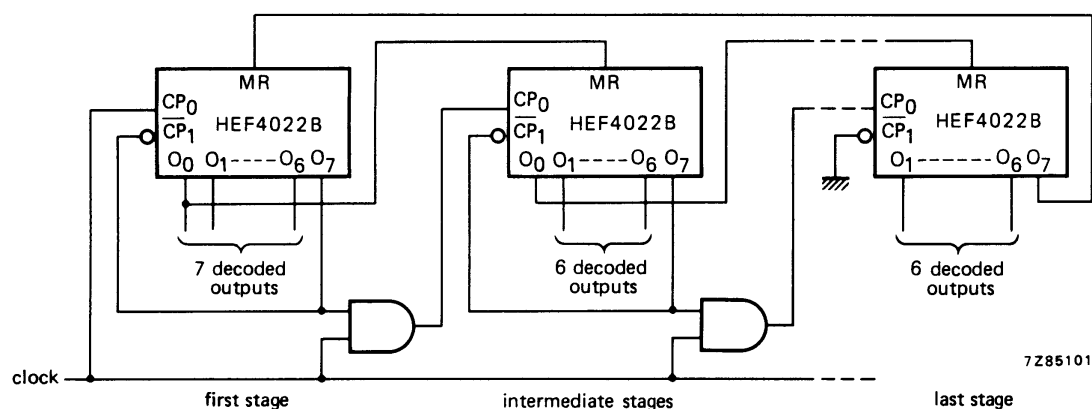 MR
CP0
CP1
HEF4022B
O0 O1 ----- O6 O7
7 decoded
outputs
MR
CP0
CP1
HEF4022B
O0 O1 ----- O6 O7
6 decoded
outputs
MR
CP0
CP1
HEF4022B
O1 ------- O6 O7
6 decoded
outputs
7Z85101
clock
first stage
intermediate stages
last stage